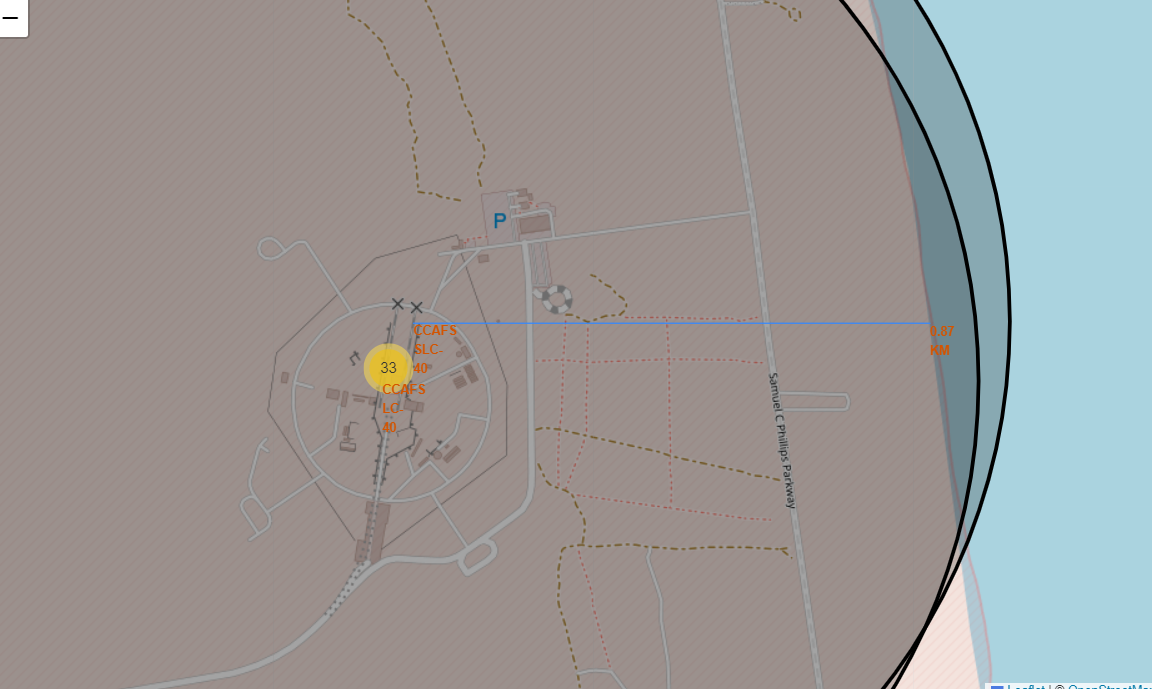 −
P
CCAFS
SLC-
40
0.87
KM
33
CCAFS
LC-
40
Samuel C Phillips Parkway
Leaflet | © OpenStreetMap